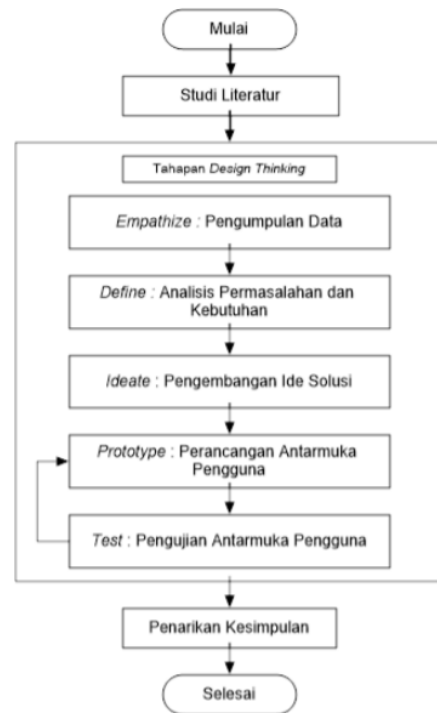 Mulai
Studi Literatur
Tahapan Design Thinking
Empathize : Pengumpulan Data
Define : Analisis Permasalahan dan
Kebutuhan
Ideate : Pengembangan Ide Solusi
Prototype : Perancangan Antarmuka
Pengguna
Test : Pengujian Antarmuka Pengguna
Penarikan Kesimpulan
Selesai